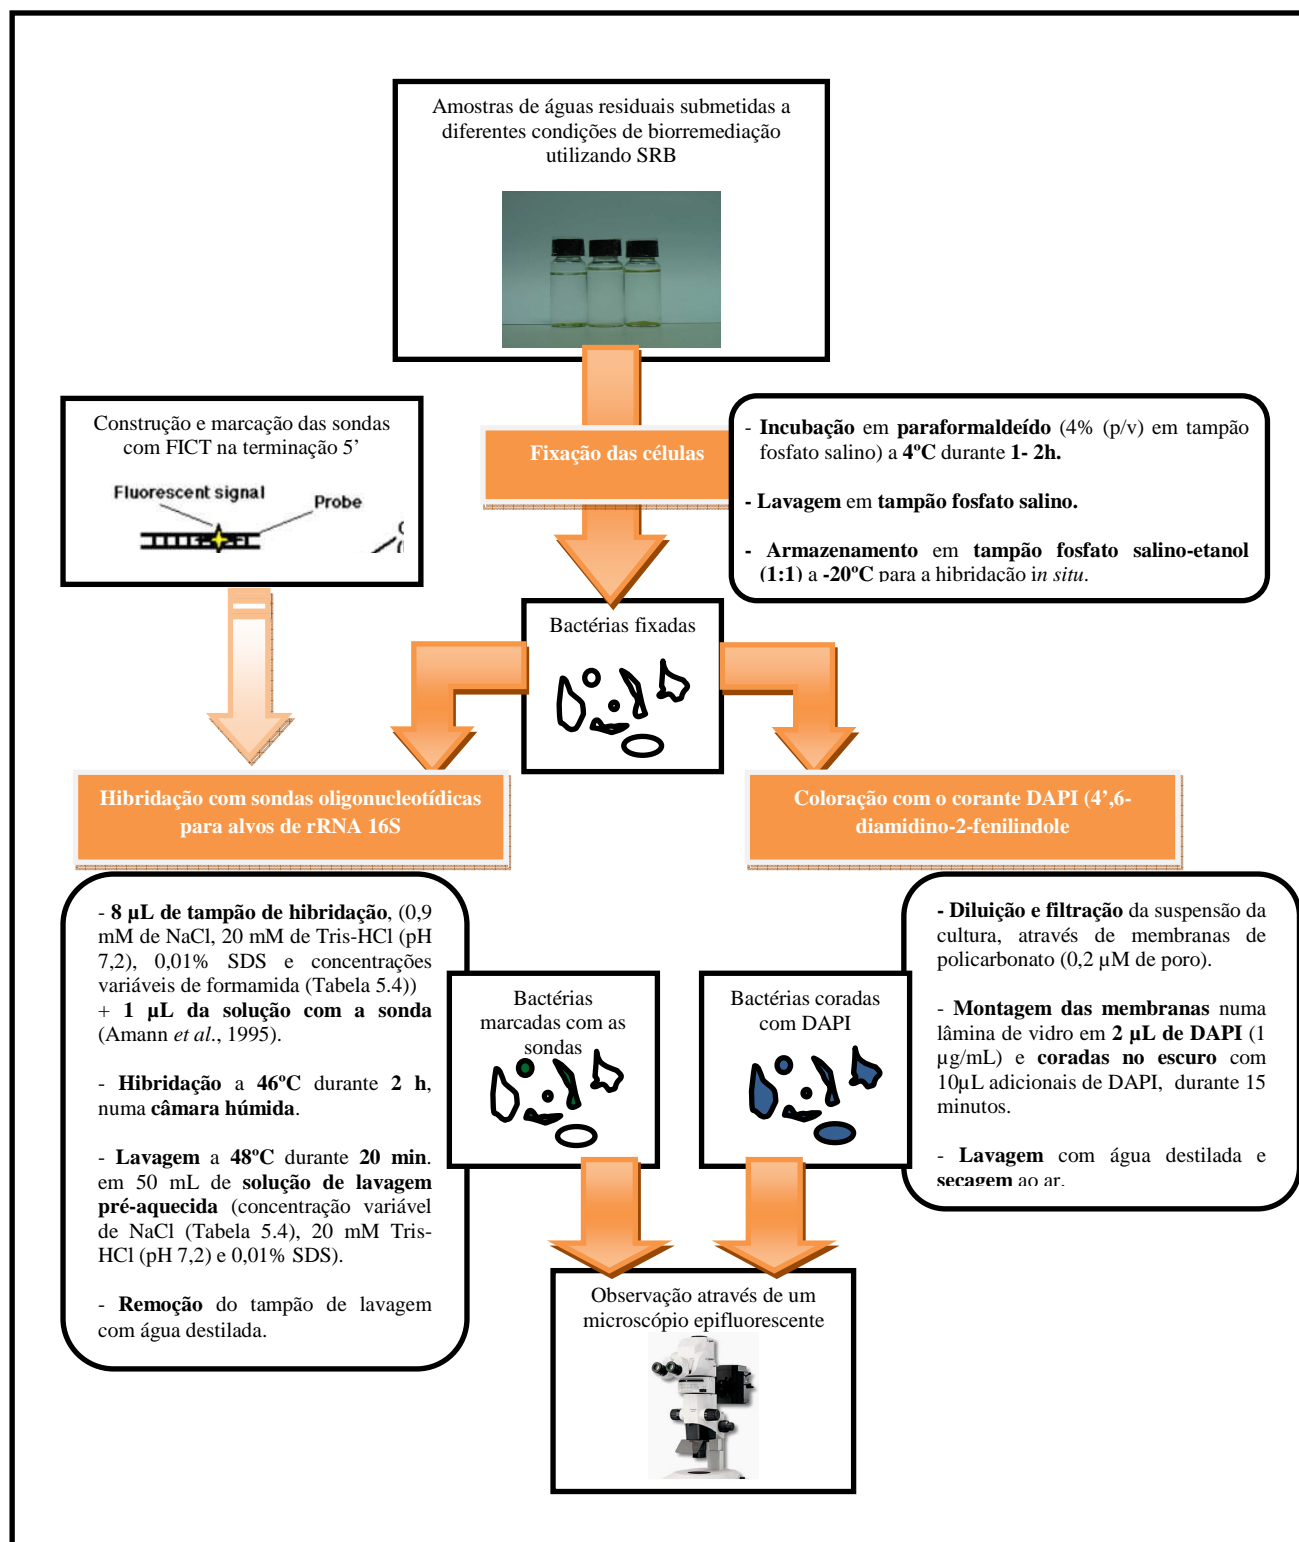 Amostras de águas residuais submetidas a
diferentes condições de biorremediação
utilizando SRB
Construção e marcação das sondas
com FICT na terminação 5’
Fluorescent signal
Probe
Fixação das células
- Incubação em paraformaldeído (4% (p/v) em tampão
fosfato salino) a 4ºC durante 1- 2h.
- Lavagem em tampão fosfato salino.
- Armazenamento em tampão fosfato salino-etanol
(1:1) a -20ºC para a hibridação in situ.
Bactérias fixadas
Hibridação com sondas oligonucleotídicas
para alvos de rRNA 16S
Coloração com o corante DAPI (4’,6-
diamidino-2-fenilindole
- 8 µL de tampão de hibridação, (0,9
mM de NaCl, 20 mM de Tris-HCl (pH
7,2), 0,01% SDS e concentrações
variáveis de formamida (Tabela 5.4))
+ 1 µL da solução com a sonda
(Amann et al., 1995).
- Hibridação a 46ºC durante 2 h,
numa câmara húmida.
- Lavagem a 48ºC durante 20 min.
em 50 mL de solução de lavagem
pré-aquecida (concentração variável
de NaCl (Tabela 5.4), 20 mM Tris-
HCl (pH 7,2) e 0,01% SDS).
- Remoção do tampão de lavagem
com água destilada.
Bactérias
marcadas com as
sondas
Bactérias coradas
com DAPI
- Diluição e filtração da suspensão da
cultura, através de membranas de
policarbonato (0,2 µM de poro).
- Montagem das membranas numa
lâmina de vidro em 2 µL de DAPI (1
µg/mL) e coradas no escuro com
10µL adicionais de DAPI, durante 15
minutos.
- Lavagem com água destilada e
secagem ao ar.
Observação através de um
microscópio epifluorescente